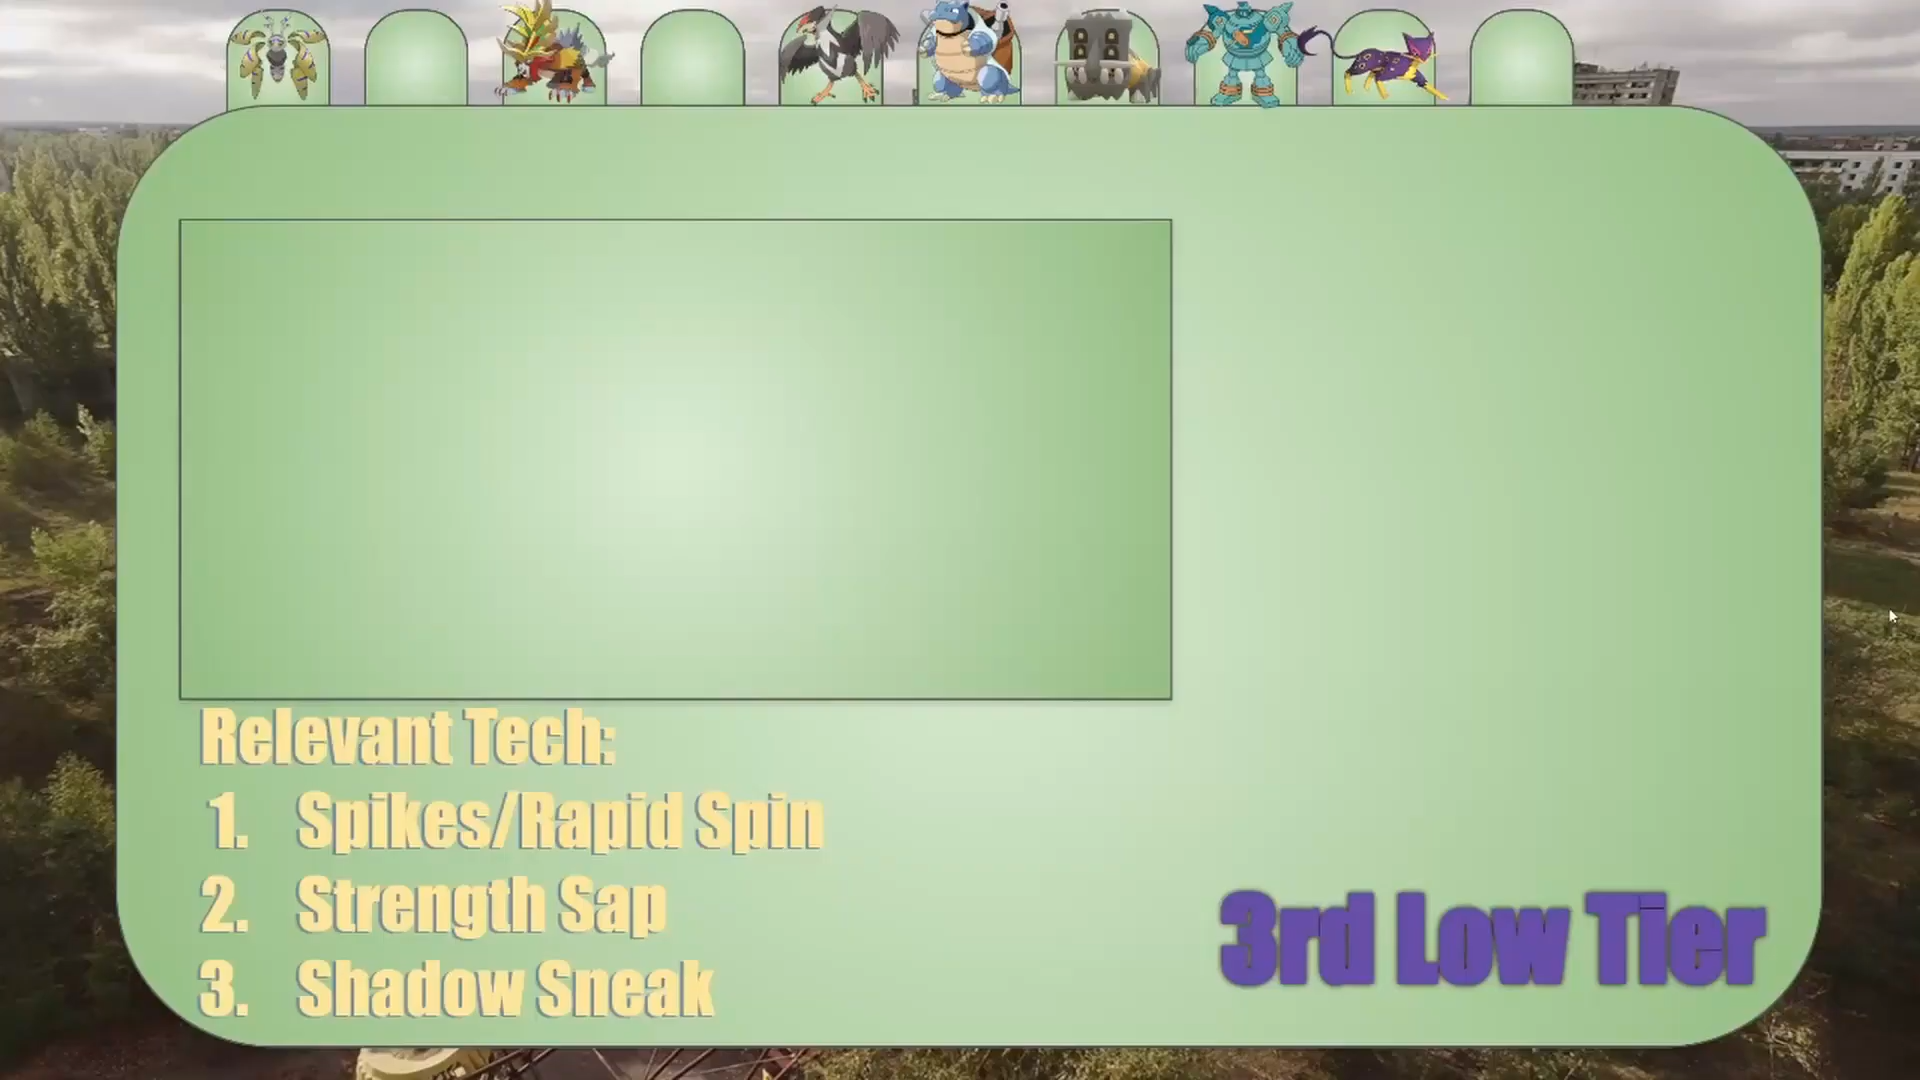 Relevant Tech:
1. Spikes/Rapid Spin
2. Strength Sap
3. Shadow Sneak
3rd Low Tier